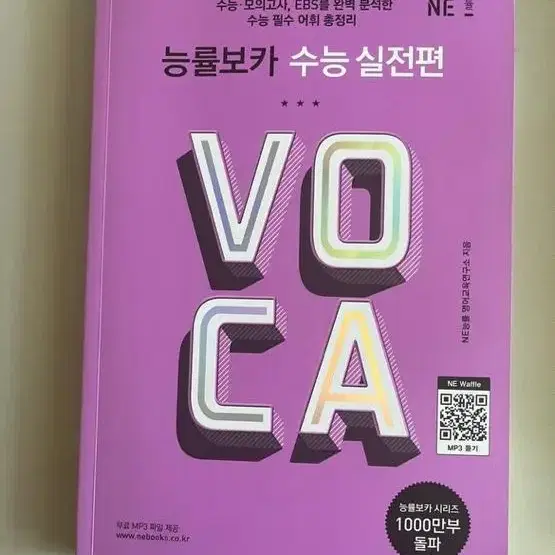 수능·모의고사, EBS를 완벽 분석한
수능 필수 어휘 총정리
NE 능률
능률보카 수능 실전편
VO
CA
NE능률 영어교육연구소 지음
NE Waffle
MP3 듣기
능률보카 시리즈
1000만부
돌파
무료 MP3 파일 제공
www.nebooks.co.kr